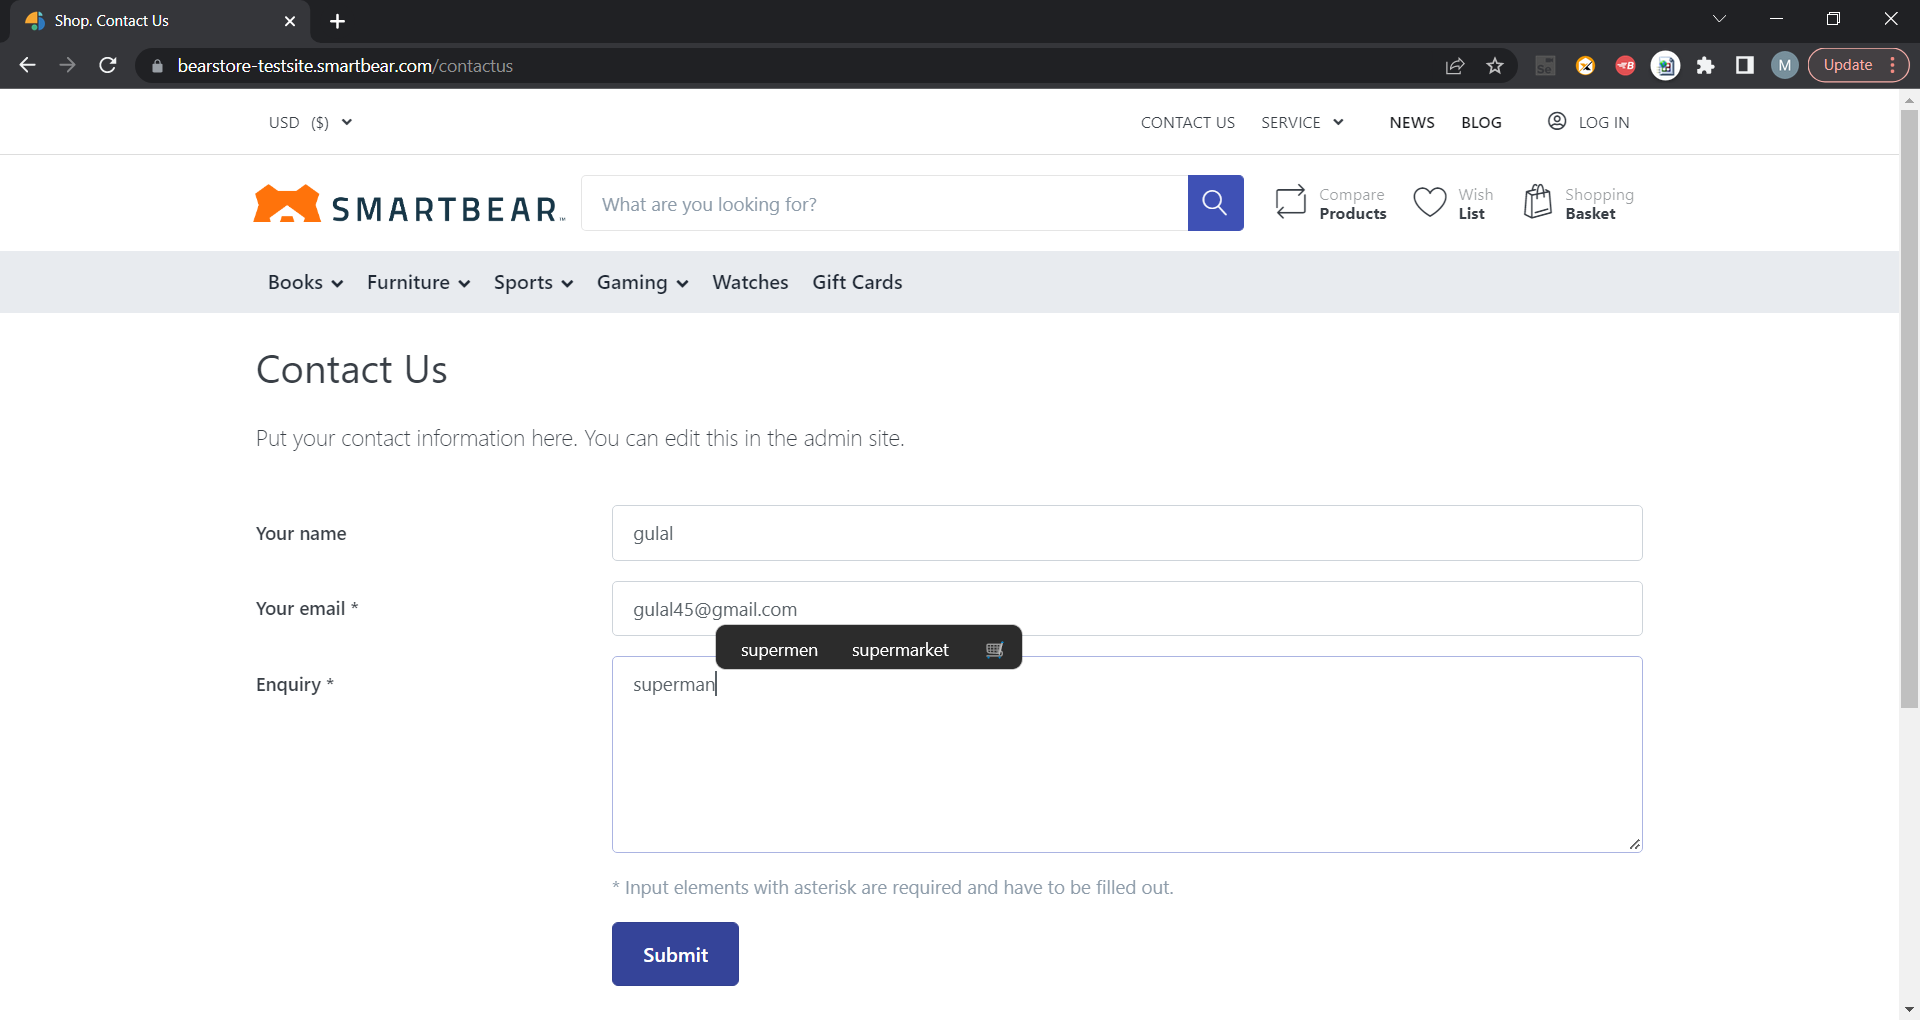 Shop. Contact Us
bearstore-testsite.smartbear.com/contactus
Se
B
M
Update
USD ($)
CONTACT US
SERVICE
NEWS
BLOG
LOG IN
SMARTBEAR™
What are you looking for?
Compare
Products
Wish
List
Shopping
Basket
Books
Furniture
Sports
Gaming
Watches
Gift Cards
Contact Us
Put your contact information here. You can edit this in the admin site.
Your name
gulal
Your email *
gulal45@gmail.com
supermen
supermarket
Enquiry *
superman
* Input elements with asterisk are required and have to be filled out.
Submit